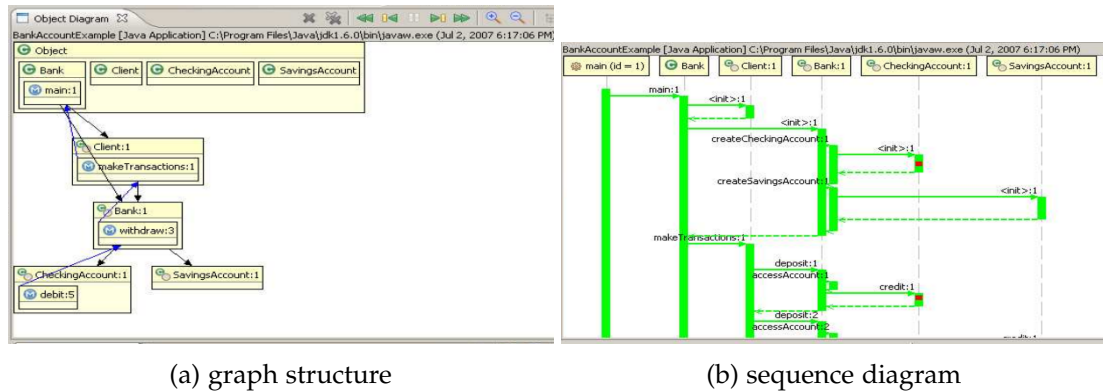 Object Diagram
BankAccountExample [Java Application] C:\Program Files\Java\jdk1.6.0\bin\javaw.exe (Jul 2, 2007 6:17:06 PM)
Object
Bank
Client
CheckingAccount
SavingsAccount
main:1
Client:1
makeTransactions:1
Bank:1
withdraw:3
CheckingAccount:1
SavingsAccount:1
debit:5
(a) graph structure
BankAccountExample [Java Application] C:\Program Files\Java\jdk1.6.0\bin\javaw.exe (Jul 2, 2007 6:17:06 PM)
main (id = 1)
Bank
Client:1
Bank:1
CheckingAccount:1
SavingsAccount:1
main:1
<init>:1
<init>:1
createCheckingAccount:1
<init>:1
createSavingsAccount:1
<init>:1
makeTransactions:1
deposit:1
accessAccount:1
credit:1
deposit:2
accessAccount:2
(b) sequence diagram